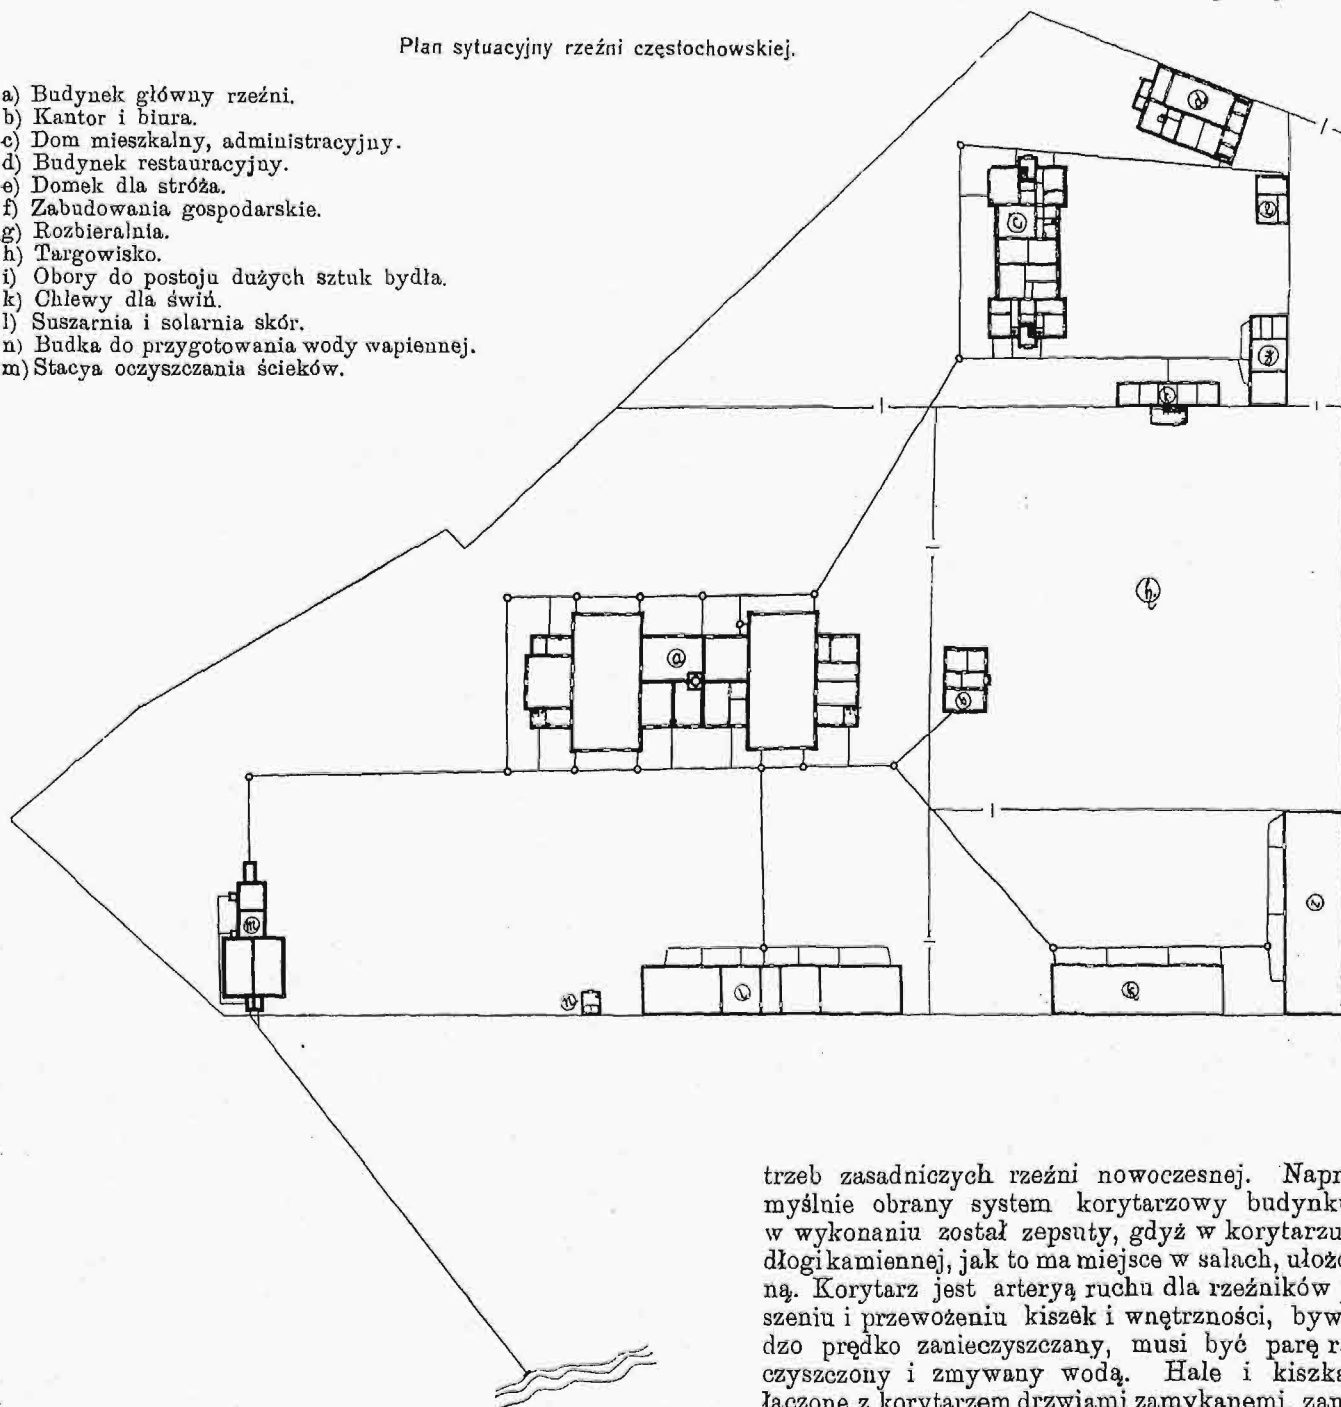 Plan sytuacyjny rzeźni częstochowskiej.
a) Budynek główny rzeźni.
b) Kantor i biura.
c) Dom mieszkalny, administracyjny.
d) Budynek restauracyjny.
e) Domek dla stróża.
f) Zabudowania gospodarskie.
g) Rozbieralnia.
h) Targowisko.
i) Obory do postoju dużych sztuk bydła.
k) Chlewy dla świń.
l) Suszarnia i solarnia skór.
n) Budka do przygotowania wody wapiennej.
m) Stacya oczyszczania ścieków.
d
c
e
h.
a
b
m
n
l
k
trzeb zasadniczych rzeźni nowoczesnej. Napr
myślnie obrany system korytarzowy budynku
w wykonaniu został zepsuty, gdyż w korytarzu
dłogi kamiennej, jak to ma miejsce w salach, ułożo
ną. Korytarz jest arteryą ruchu dla rzeźników
szeniu i przewożeniu kiszek i wnętrzności, byw
dzo prędko zanieczyszczany, musi być parę r
czyszczony i zmywany wodą. Hale i kiszka
łączone z korytarzem drzwiami zamykanemi, zan